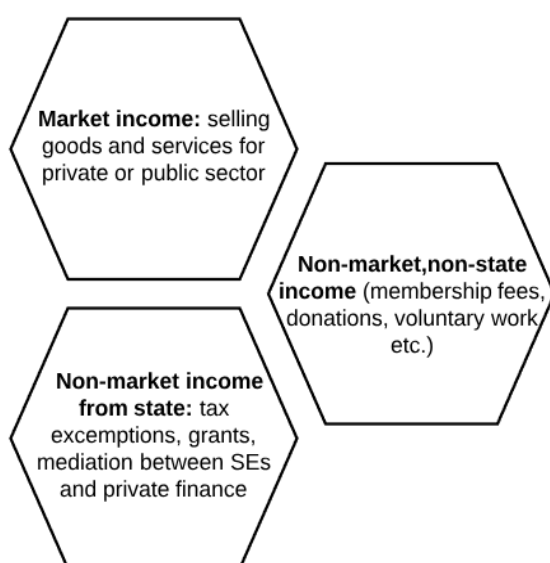 Market income: selling
goods and services for
private or public sector
Non-market,non-state
income (membership fees,
donations, voluntary work
etc.)
Non-market income
from state: tax
excemptions, grants,
mediation between SEs
and private finance